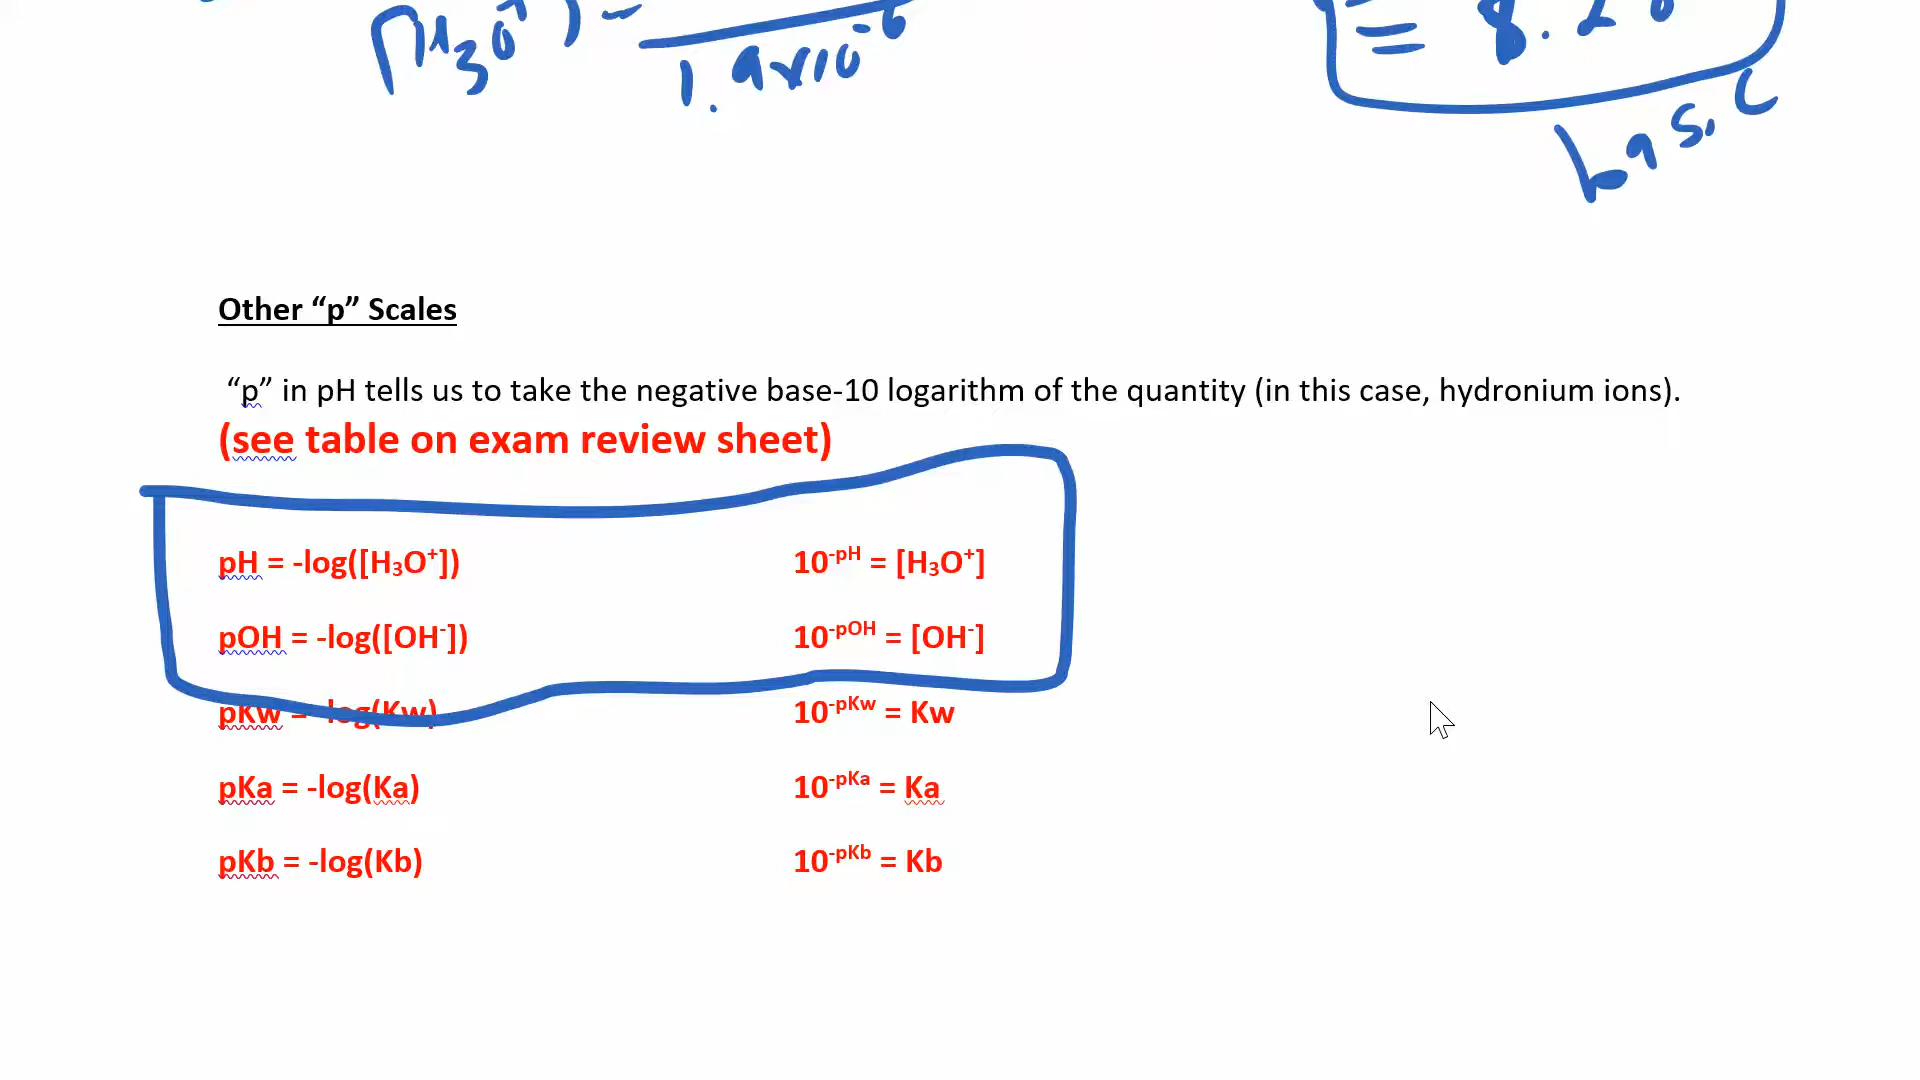 [H₃O⁺] =
1.9x10⁻⁶
= 8.28
basic
Other “p” Scales
“p” in pH tells us to take the negative base-10 logarithm of the quantity (in this case, hydronium ions).
(see table on exam review sheet)
pH = -log([H₃O⁺]) 10⁻ᵖᴴ = [H₃O⁺]
pOH = -log([OH⁻]) 10⁻ᵖᴼᴴ = [OH⁻]
pKw = -log(Kw) 10⁻ᵖᴷʷ = Kw
pKa = -log(Ka) 10⁻ᵖᴷᵃ = Ka
pKb = -log(Kb) 10⁻ᵖᴷᵇ = Kb